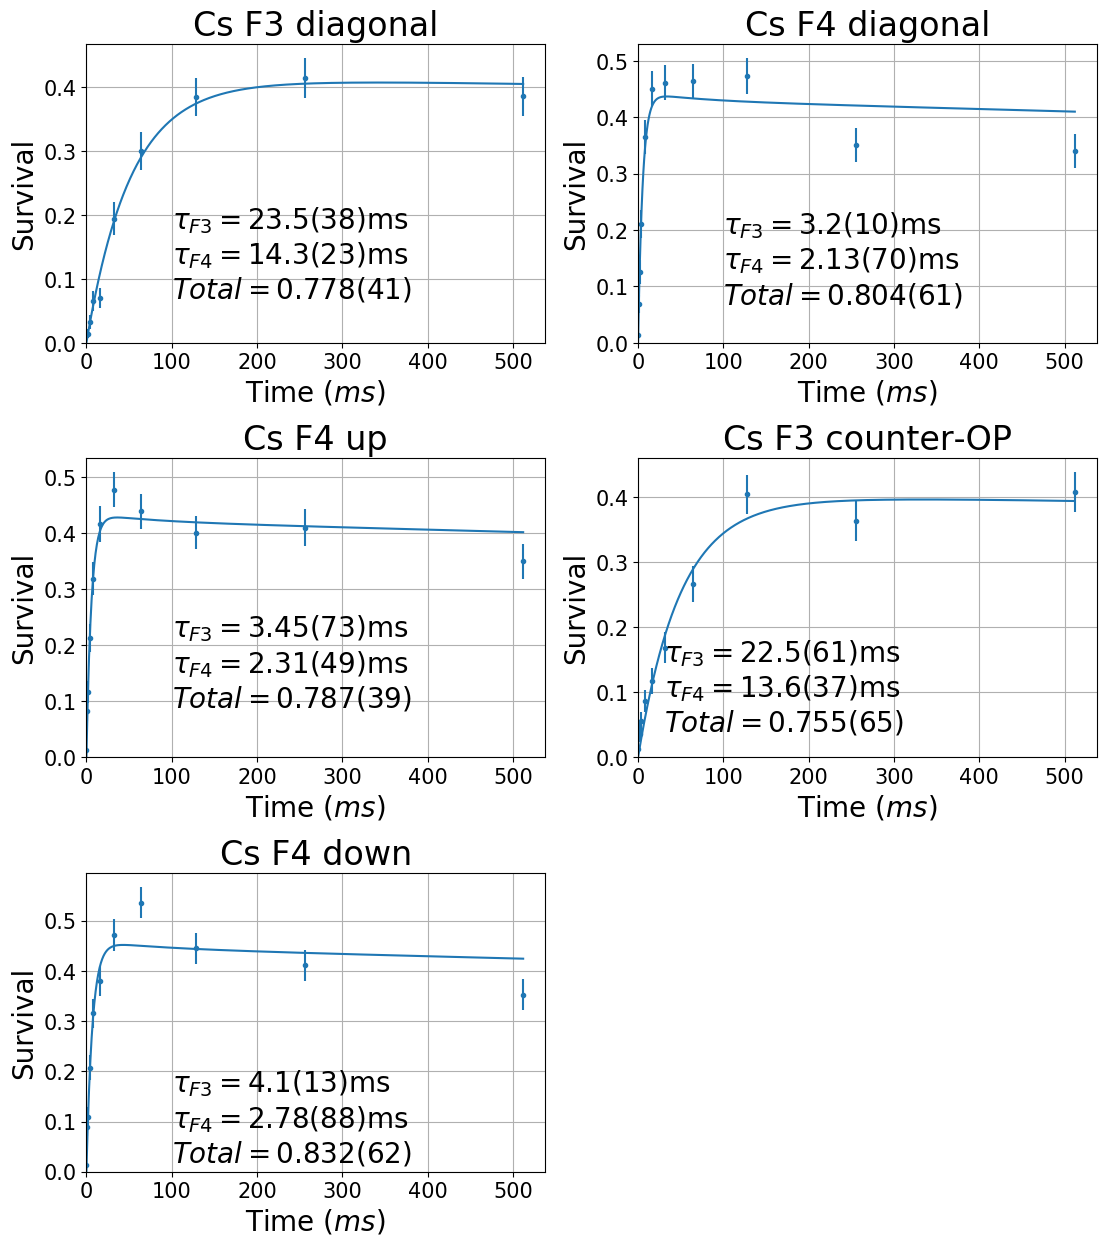 Cs F3 diagonal
Survival
0.4
0.3
0.2
0.1
0.0
τF3 = 23.5(38)ms
τF4 = 14.3(23)ms
Total = 0.778(41)
0 100 200 300 400 500
Time (ms)
Cs F4 diagonal
Survival
0.5
0.4
0.3
0.2
0.1
0.0
τF3 = 3.2(10)ms
τF4 = 2.13(70)ms
Total = 0.804(61)
0 100 200 300 400 500
Time (ms)
Cs F4 up
Survival
0.5
0.4
0.3
0.2
0.1
0.0
τF3 = 3.45(73)ms
τF4 = 2.31(49)ms
Total = 0.787(39)
0 100 200 300 400 500
Time (ms)
Cs F3 counter-OP
Survival
0.4
0.3
0.2
0.1
0.0
τF3 = 22.5(61)ms
τF4 = 13.6(37)ms
Total = 0.755(65)
0 100 200 300 400 500
Time (ms)
Cs F4 down
Survival
0.5
0.4
0.3
0.2
0.1
0.0
τF3 = 4.1(13)ms
τF4 = 2.78(88)ms
Total = 0.832(62)
0 100 200 300 400 500
Time (ms)